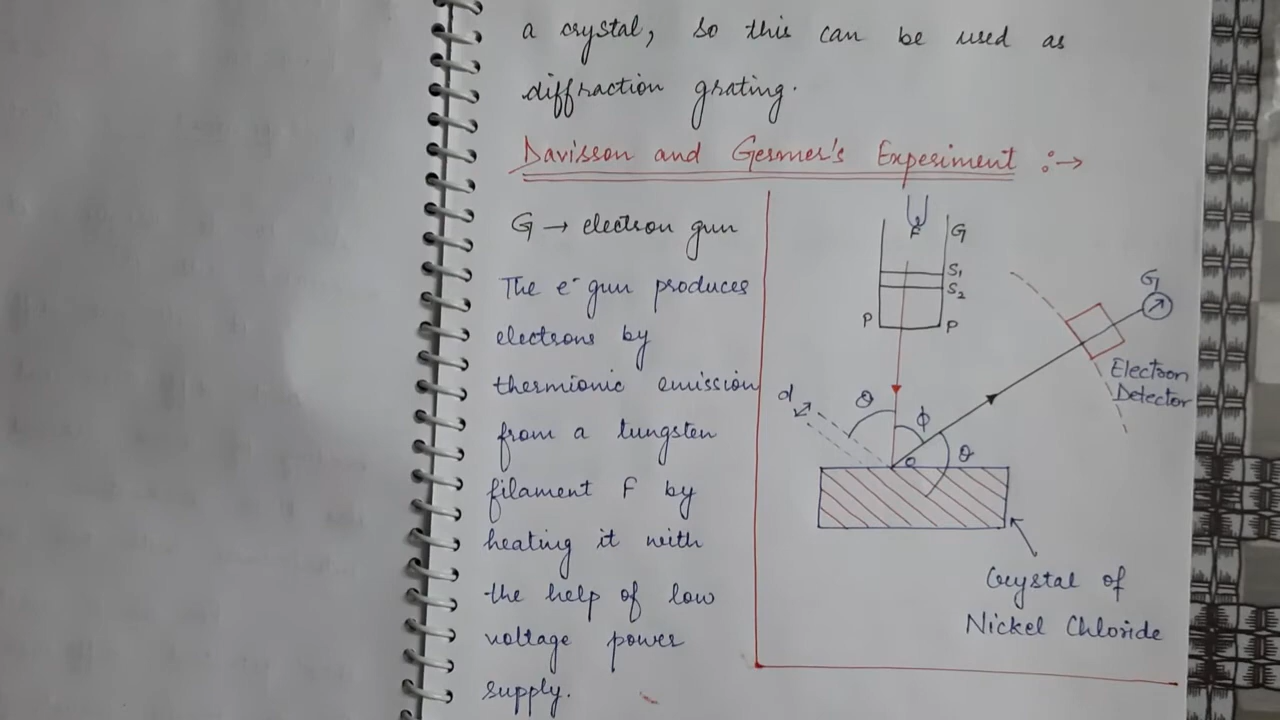 a crystal, so this can be used as
diffraction grating.
Davisson and Germer's Experiment :→
G → electron gun
The e⁻ gun produces
electrons by
thermionic emission
from a tungsten
filament F by
heating it with
the help of low
voltage power
supply.
F G
S₁
S₂
P P
G
Electron
Detector
d θ ϕ θ
Crystal of
Nickel Chloride